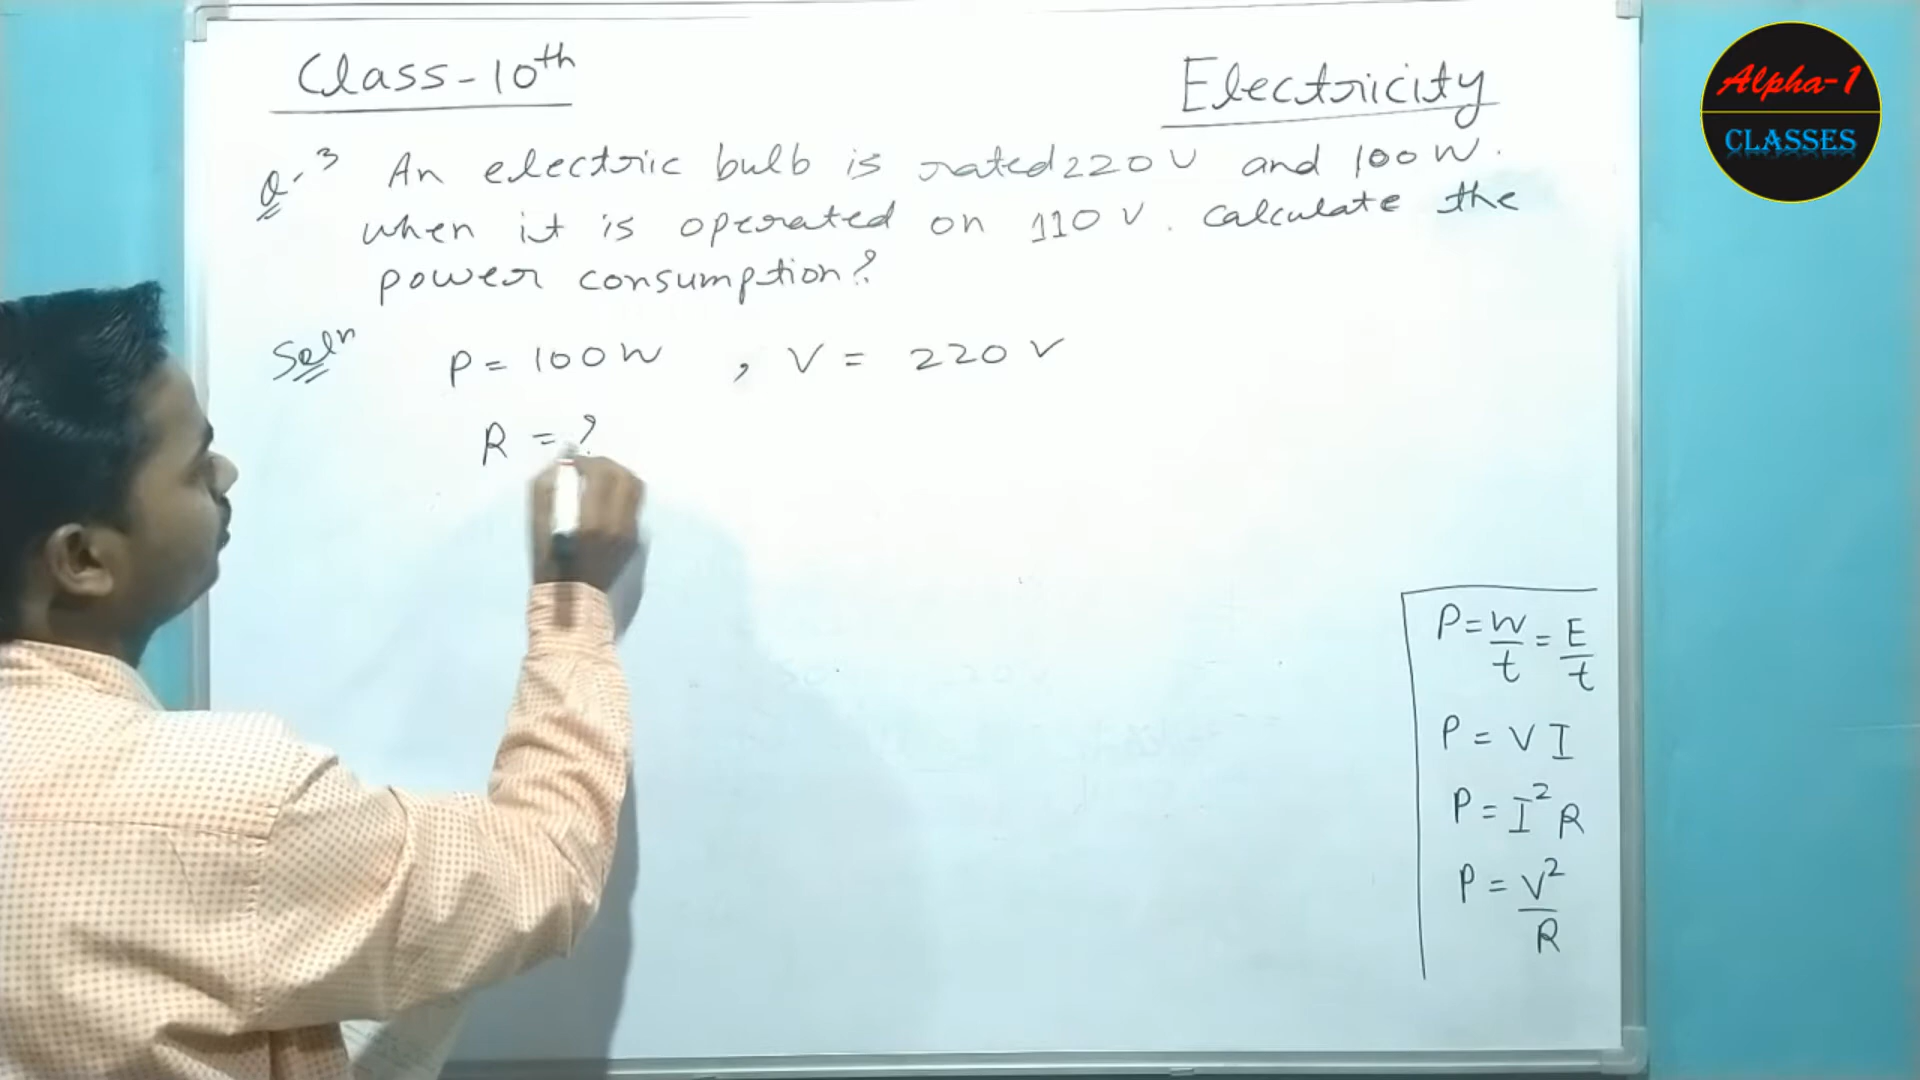 Class-10th
Electricity
Alpha-1
CLASSES
Q-3 An electric bulb is rated 220 V and 100 W.
when it is operated on 110 V. calculate the
power consumption?
Soln P = 100 W , V = 220 V
R = ?
P = W/t = E/t
P = V I
P = I² R
P = V²/R